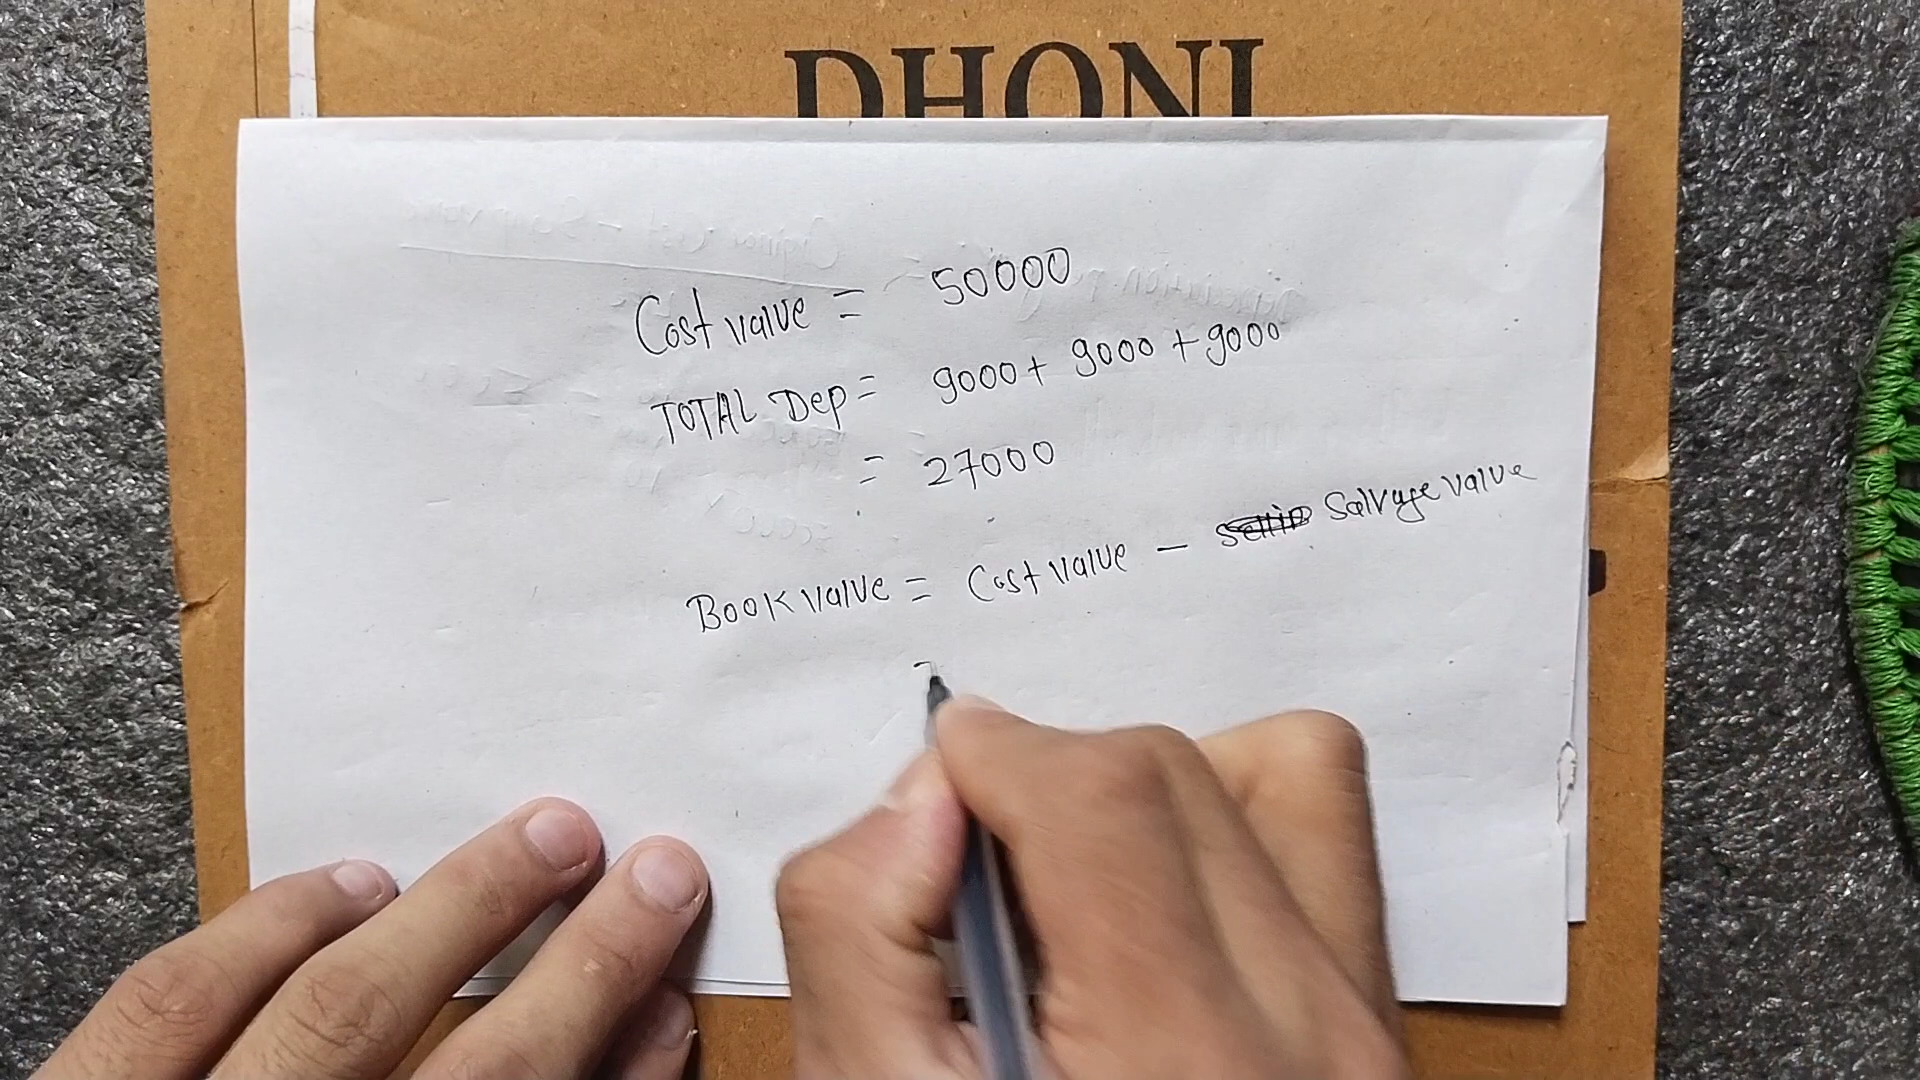 DHONI
Cost value = 50000
TOTAL Dep = 9000 + 9000 + 9000
= 27000
Book value = Cost value - Salvage value